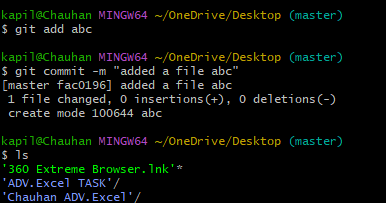 kapil@Chauhan MINGW64 ~/OneDrive/Desktop (master)
$ git add abc
kapil@Chauhan MINGW64 ~/OneDrive/Desktop (master)
$ git commit -m "added a file abc"
[master fac0196] added a file abc
 1 file changed, 0 insertions(+), 0 deletions(-)
 create mode 100644 abc
kapil@Chauhan MINGW64 ~/OneDrive/Desktop (master)
$ ls
'360 Extreme Browser.lnk'*
'ADV.Excel TASK'/
'Chauhan ADV.Excel'/